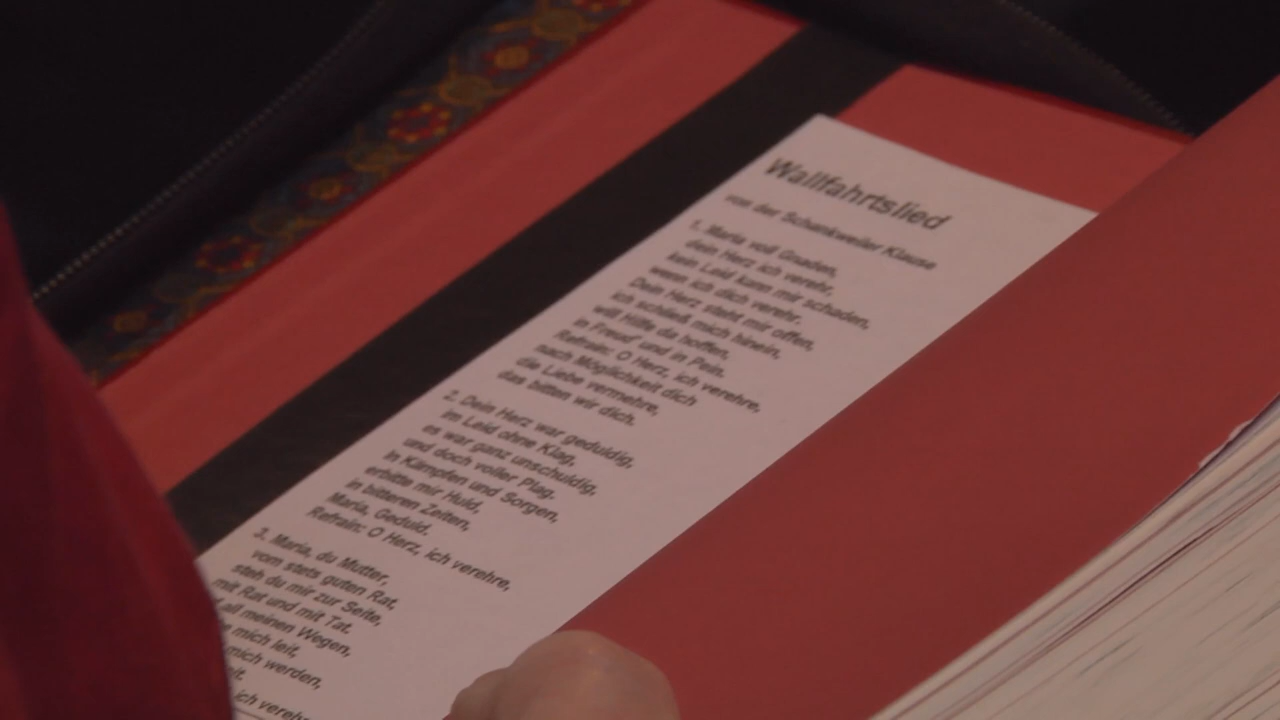 Wallfahrtslied
von der Schankweiler Klause
1. Maria voll Gnaden,
dein Herz ich verehr,
kein Leid kann mir schaden,
wenn ich dich verehr.
Dein Herz steht mir offen,
ich schließ mich hinein,
will Hilfe da hoffen,
in Freud' und in Pein.
Refrain: O Herz, ich verehre,
nach Möglichkeit dich
die Liebe vermehre,
das bitten wir dich.
2. Dein Herz war geduldig,
im Leid ohne Klag,
es war ganz unschuldig,
und doch voller Plag.
In Kämpfen und Sorgen,
erbitte mir Huld,
in bitteren Zeiten,
Maria, Geduld.
Refrain: O Herz, ich verehre,
3. Maria, du Mutter,
vom stets guten Rat,
steh du mir zur Seite,
mit Rat und mit Tat.
all meinen Wegen,
mich leit,
mich werden,
ich verehre